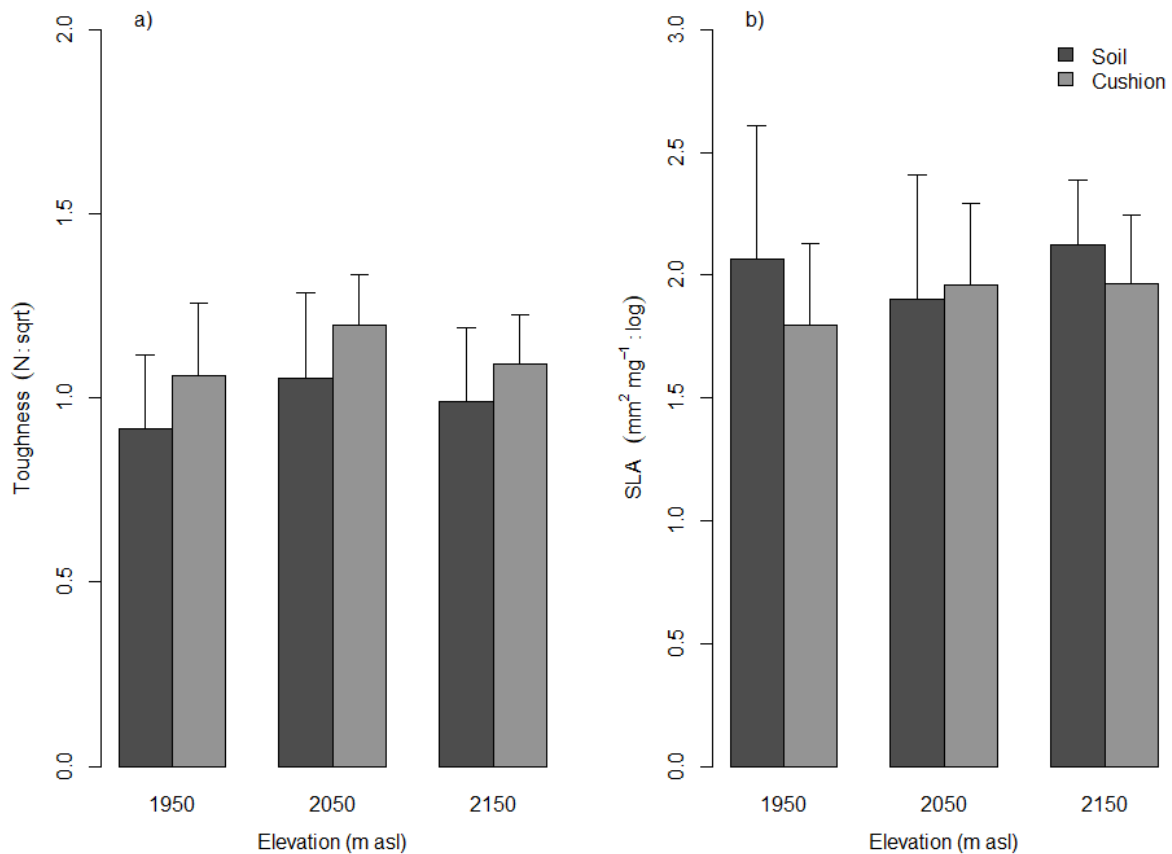 a)
2.0
1.5
1.0
0.5
0.0
Toughness (N: sqrt)
1950 2050 2150
Elevation (m asl)
b)
3.0
2.5
2.0
1.5
1.0
0.5
0.0
SLA (mm² mg⁻¹ : log)
Soil
Cushion
1950 2050 2150
Elevation (m asl)